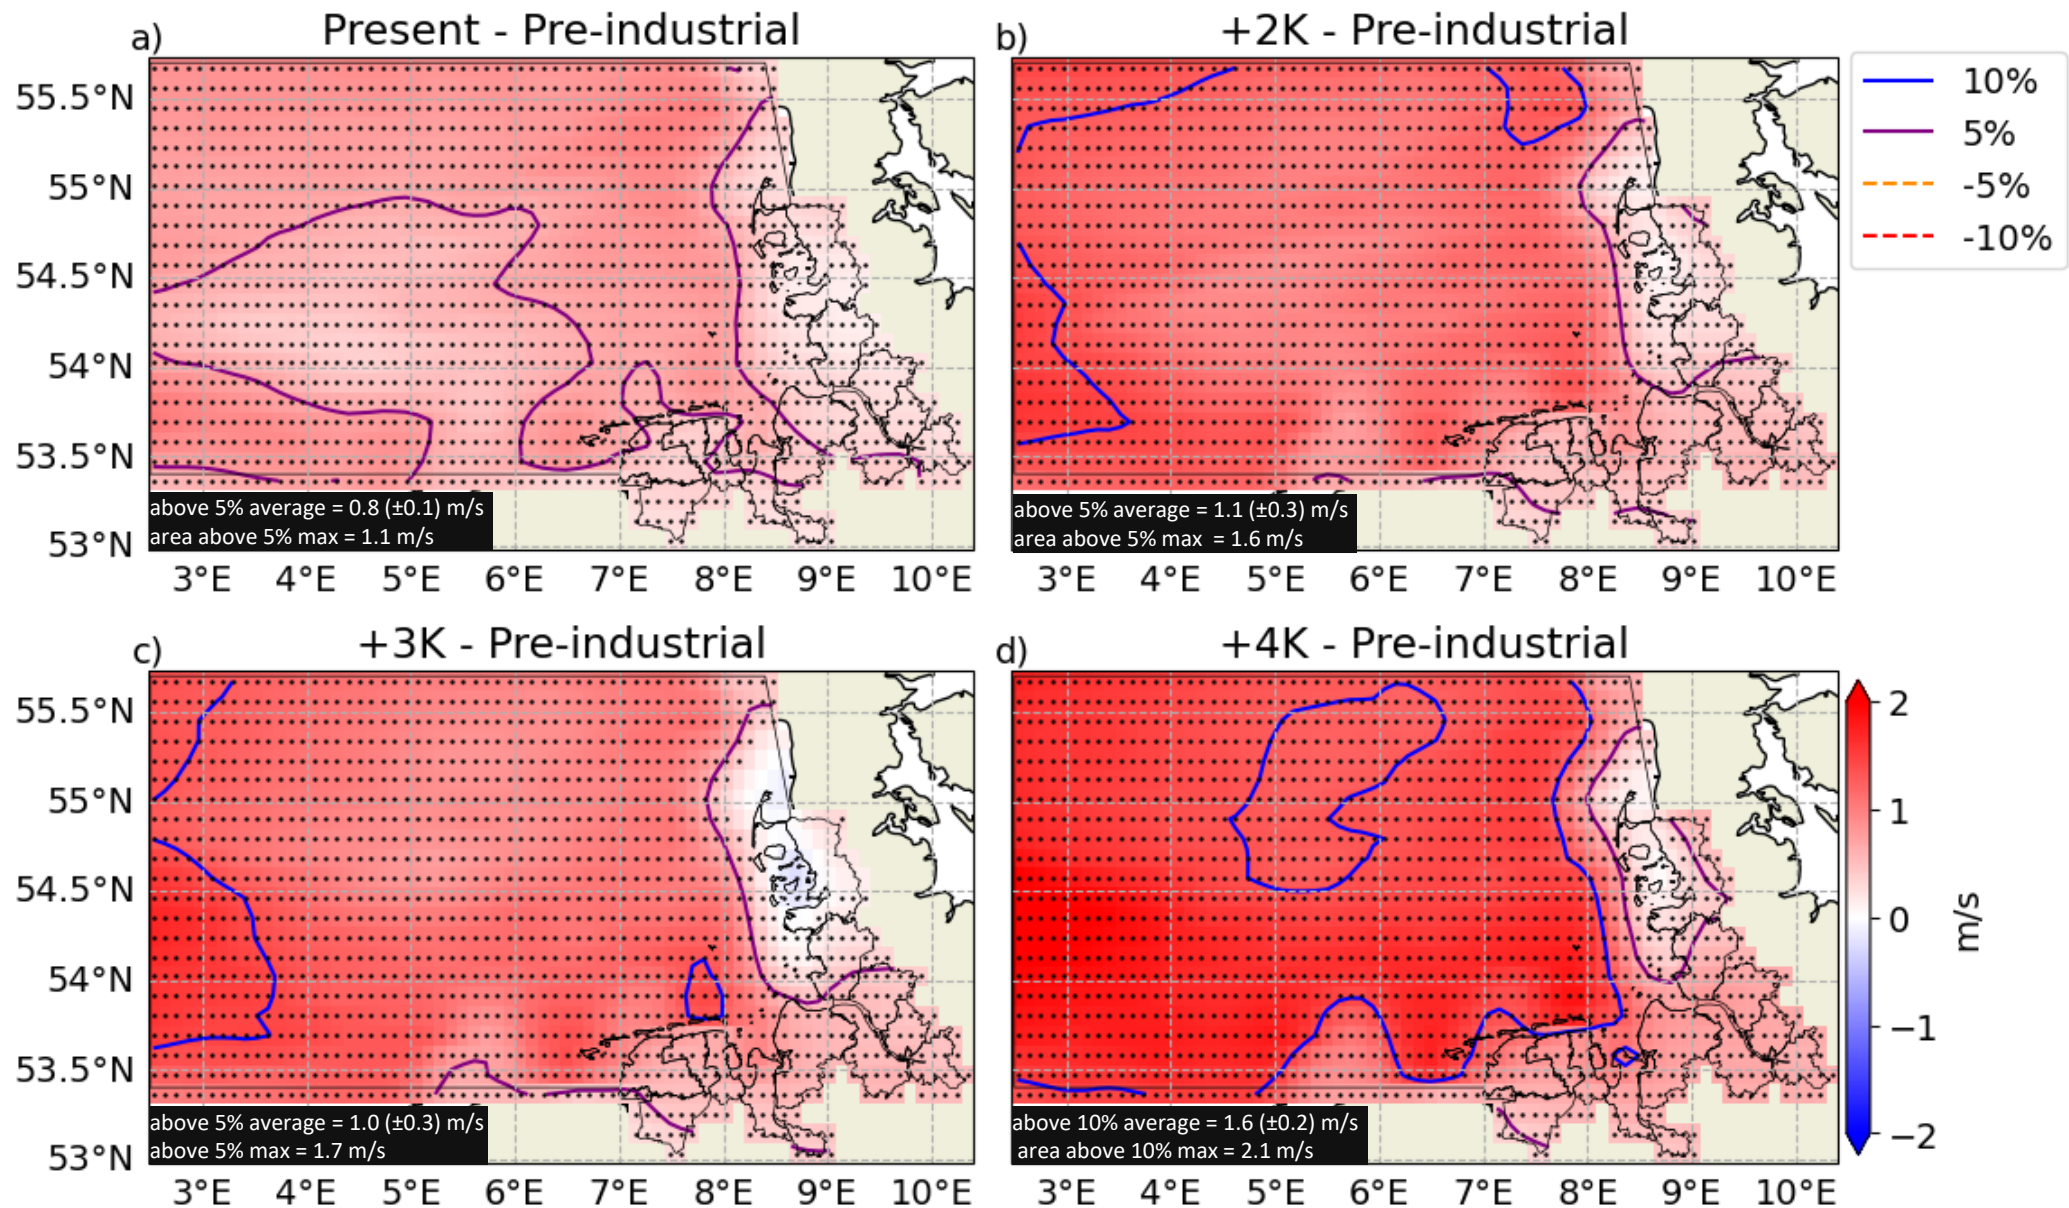 a) Present - Pre-industrial
b) +2K - Pre-industrial
10%
5%
-5%
-10%
55.5°N
55°N
54.5°N
54°N
53.5°N
53°N
above 5% average = 0.8 (±0.1) m/s
area above 5% max = 1.1 m/s
above 5% average = 1.1 (±0.3) m/s
area above 5% max  = 1.6 m/s
3°E 4°E 5°E 6°E 7°E 8°E 9°E 10°E
3°E 4°E 5°E 6°E 7°E 8°E 9°E 10°E
c) +3K - Pre-industrial
d) +4K - Pre-industrial
55.5°N
55°N
54.5°N
54°N
53.5°N
53°N
above 5% average = 1.0 (±0.3) m/s
above 5% max = 1.7 m/s
above 10% average = 1.6 (±0.2) m/s
area above 10% max = 2.1 m/s
3°E 4°E 5°E 6°E 7°E 8°E 9°E 10°E
3°E 4°E 5°E 6°E 7°E 8°E 9°E 10°E
2
1
0
−1
−2
m/s